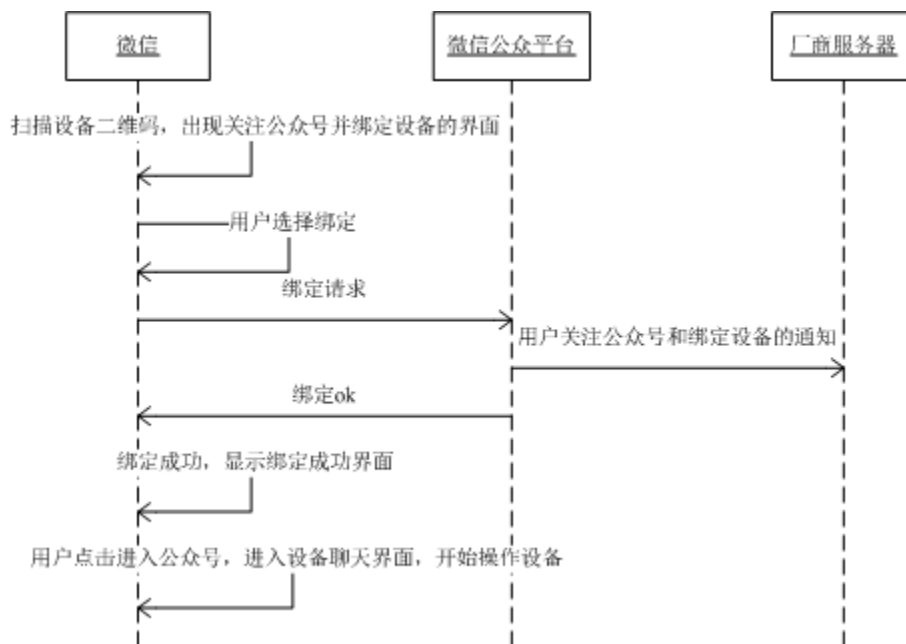 微信
微信公众平台
厂商服务器
扫描设备二维码，出现关注公众号并绑定设备的界面
用户选择绑定
绑定请求
用户关注公众号和绑定设备的通知
绑定ok
绑定成功，显示绑定成功界面
用户点击进入公众号，进入设备聊天界面，开始操作设备